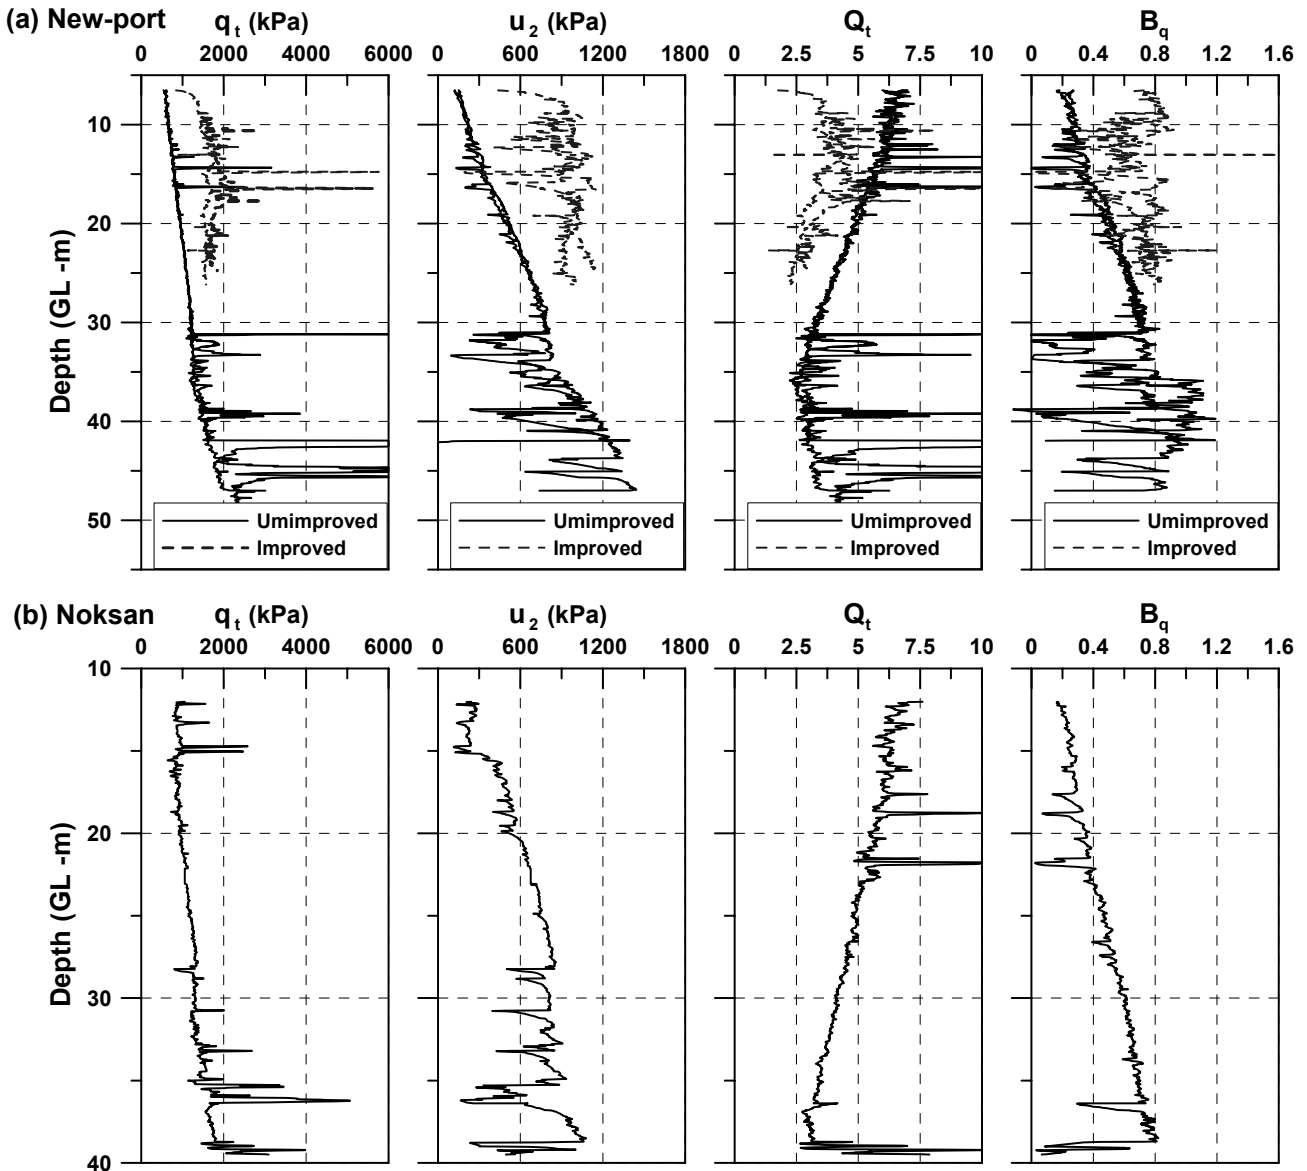 (a) New-port
q t (kPa)
u 2 (kPa)
Q t
B q
0 2000 4000 6000
0 600 1200 1800
0 2.5 5 7.5 10
0 0.4 0.8 1.2 1.6
10
20
30
40
50
Depth (GL -m)
Umimproved
Improved
Umimproved
Improved
Umimproved
Improved
Umimproved
Improved
(b) Noksan
q t (kPa)
u 2 (kPa)
Q t
B q
0 2000 4000 6000
0 600 1200 1800
0 2.5 5 7.5 10
0 0.4 0.8 1.2 1.6
10
20
30
40
Depth (GL -m)